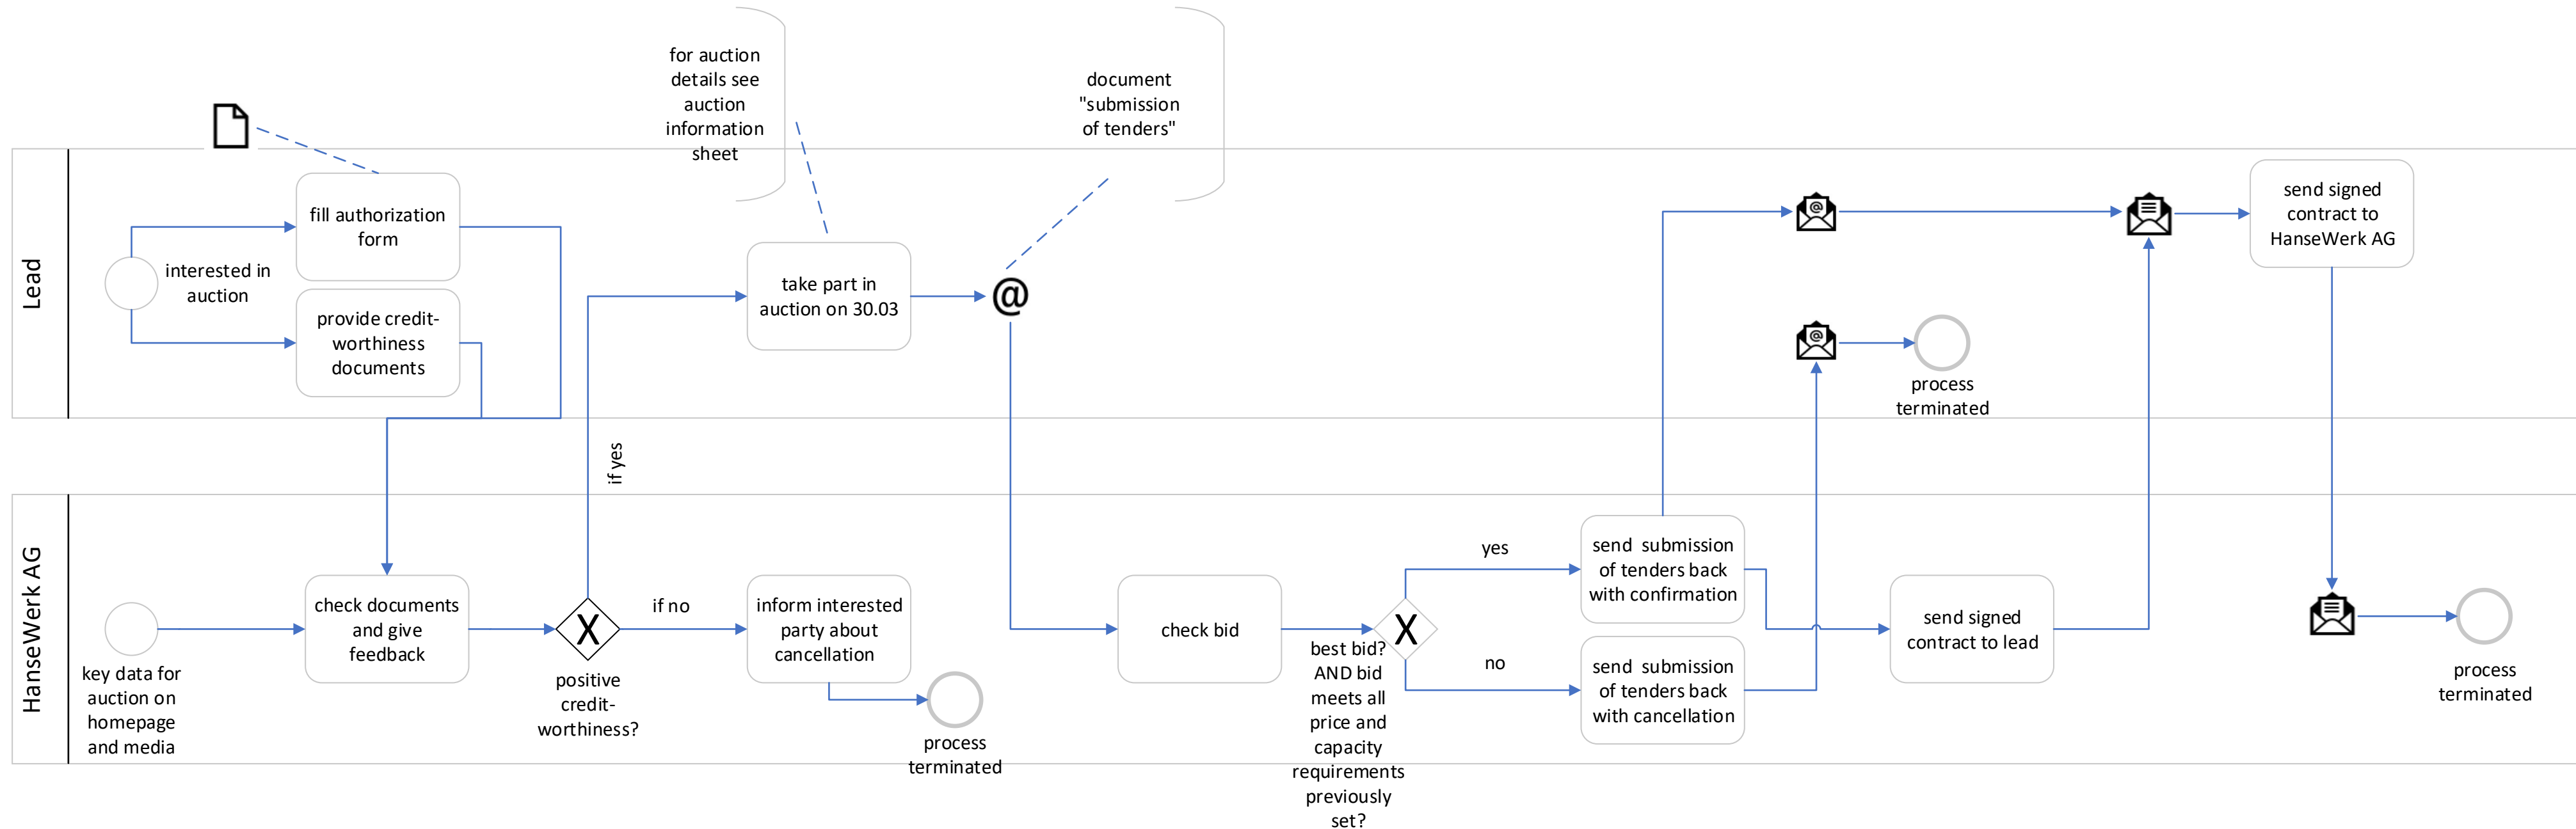 for auction
details see
auction
information
sheet
document
"submission
of tenders"
Lead
fill authorization
form
interested in
auction
provide credit-
worthiness
documents
take part in
auction on 30.03
@
@
@
process
terminated
send signed
contract to
HanseWerk AG
if yes
HanseWerk AG
key data for
auction on
homepage
and media
check documents
and give
feedback
X
positive
credit-
worthiness?
if no
inform interested
party about
cancellation
process
terminated
check bid
X
best bid?
AND bid
meets all
price and
capacity
requirements
previously
set?
yes
no
send  submission
of tenders back
with confirmation
send  submission
of tenders back
with cancellation
send signed
contract to lead
process
terminated